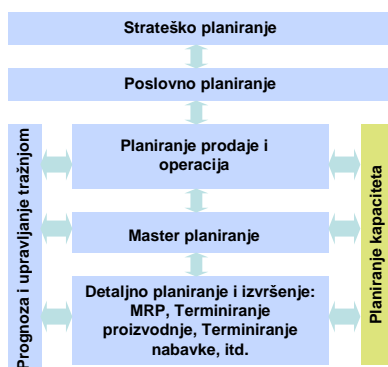 Strateško planiranje
Poslovno planiranje
Prognoza i upravljanje tražnjom
Planiranje prodaje i
operacija
Master planiranje
Detaljno planiranje i izvršenje:
MRP, Terminiranje
proizvodnje, Terminiranje
nabavke, itd.
Planiranje kapaciteta